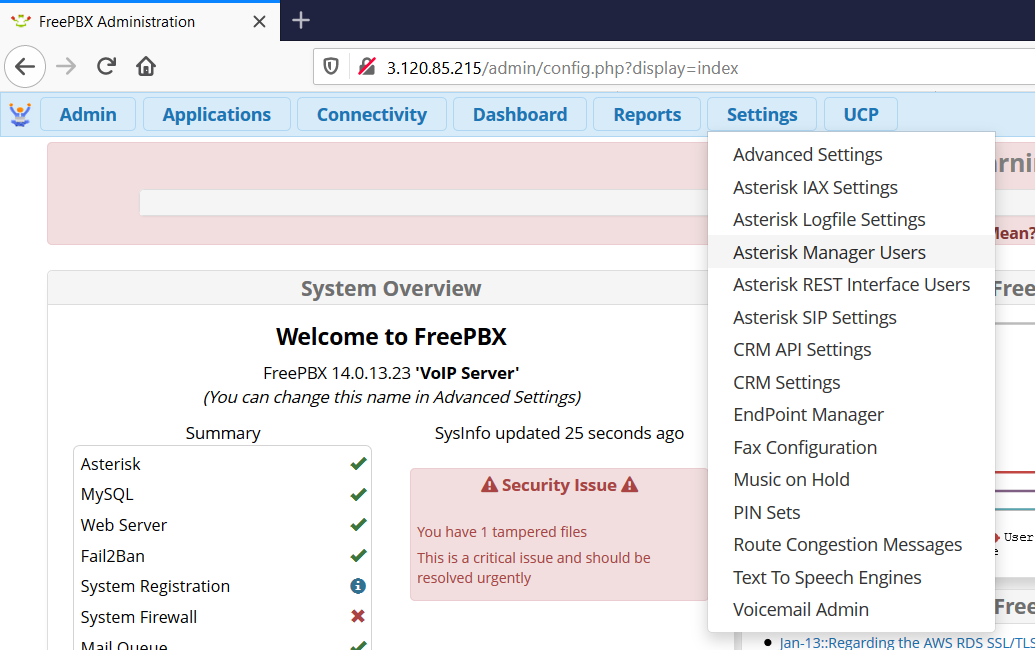 FreePBX Administration
3.120.85.215/admin/config.php?display=index
Admin
Applications
Connectivity
Dashboard
Reports
Settings
UCP
Advanced Settings
Asterisk IAX Settings
Asterisk Logfile Settings
Asterisk Manager Users
Asterisk REST Interface Users
Asterisk SIP Settings
CRM API Settings
CRM Settings
EndPoint Manager
Fax Configuration
Music on Hold
PIN Sets
Route Congestion Messages
Text To Speech Engines
Voicemail Admin
System Overview
Welcome to FreePBX
FreePBX 14.0.13.23 'VoIP Server'
(You can change this name in Advanced Settings)
Summary
Asterisk
MySQL
Web Server
Fail2Ban
System Registration
System Firewall
Mail Queue
SysInfo updated 25 seconds ago
Security Issue
You have 1 tampered files
This is a critical issue and should be
resolved urgently
Mean?
User
Jan-13::Regarding the AWS RDS SSL/TLS